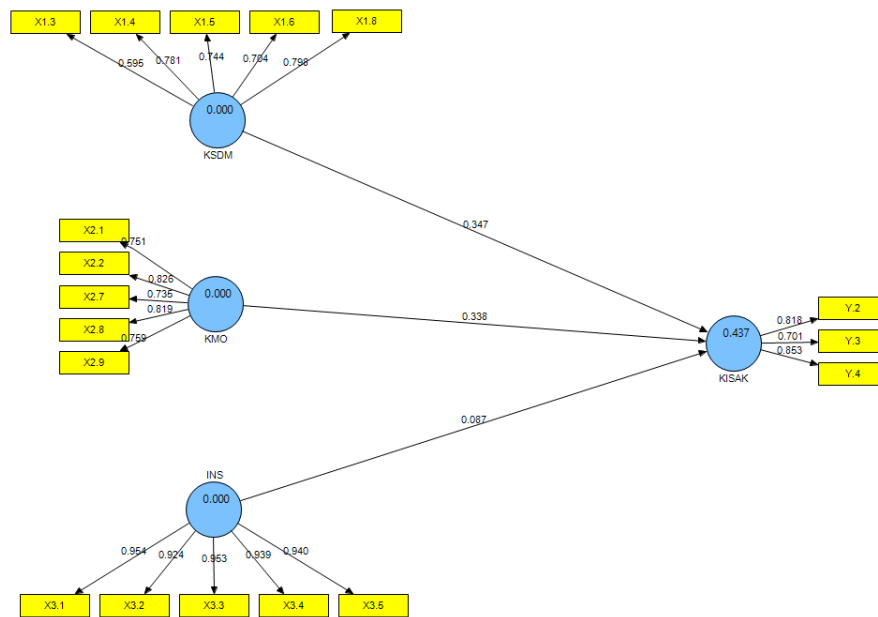 X1.3 X1.4 X1.5 X1.6 X1.8
0.595 0.781 0.744 0.704 0.798
0.000
KSDM
0.347
X2.1
0.751
X2.2
0.826
X2.7
0.735
X2.8
0.819
X2.9
0.759
0.000
KMO
0.338
0.437
KISAK
0.818
Y.2
0.701
Y.3
0.853
Y.4
0.087
INS
0.000
0.954 0.924 0.953 0.939 0.940
X3.1 X3.2 X3.3 X3.4 X3.5